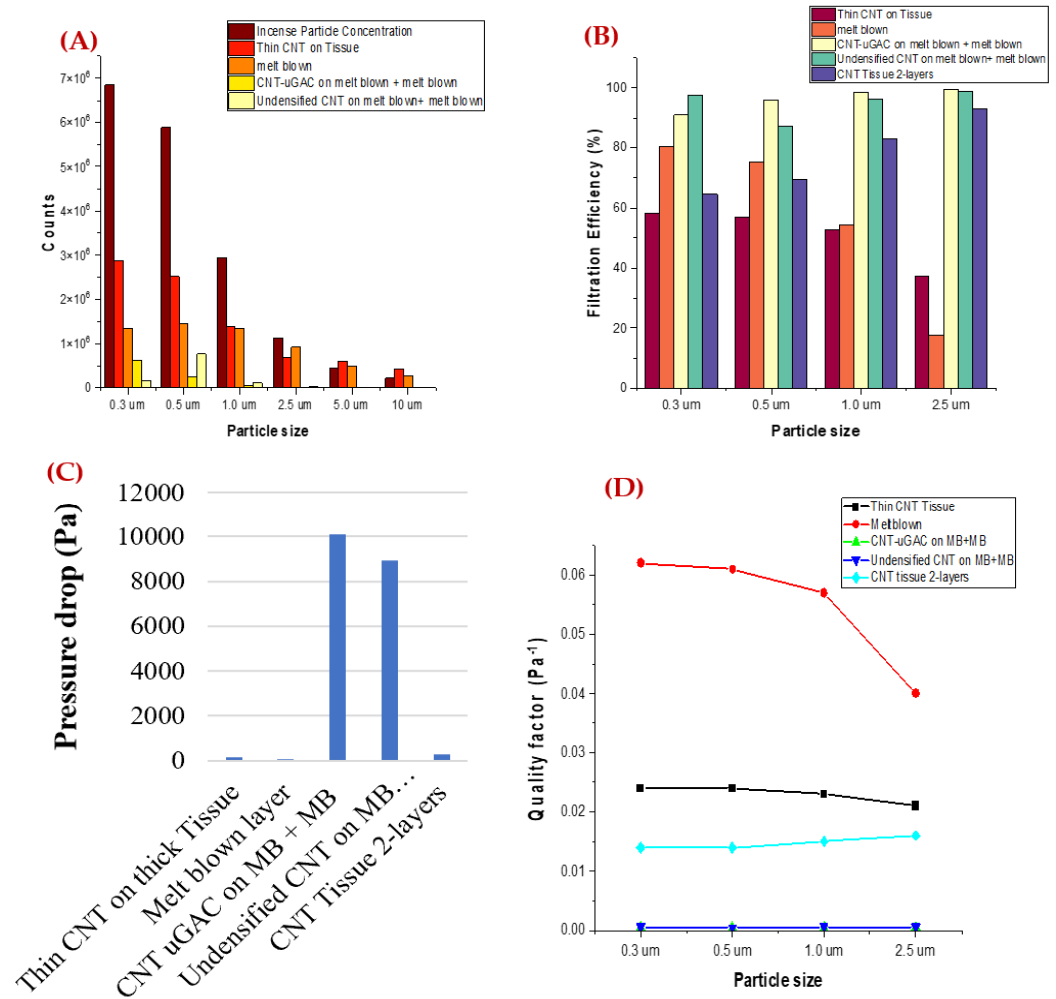 (A)
Incense Particle Concentration
Thin CNT on Tissue
melt blown
CNT-uGAC on melt blown + melt blown
Undensified CNT on melt blown+ melt blown
7×10⁶
6×10⁶
5×10⁶
4×10⁶
3×10⁶
2×10⁶
1×10⁶
0
Counts
0.3 um 0.5 um 1.0 um 2.5 um 5.0 um 10 um
Particle size
(B)
Thin CNT on Tissue
melt blown
CNT-uGAC on melt blown + melt blown
Undensified CNT on melt blown+ melt blown
CNT Tissue 2-layers
100
80
60
40
20
0
Filtration Efficiency (%)
0.3 um 0.5 um 1.0 um 2.5 um
Particle size
(C)
12000
10000
8000
6000
4000
2000
0
Pressure drop (Pa)
Thin CNT on thick Tissue
Melt blown layer
CNT uGAC on MB + MB
Undensified CNT on MB…
CNT Tissue 2-layers
(D)
Thin CNT Tissue
Meltblown
CNT-uGAC on MB+MB
Undensified CNT on MB+MB
CNT tissue 2-layers
0.06
0.05
0.04
0.03
0.02
0.01
0.00
Quality factor (Pa⁻¹)
0.3 um 0.5um 1.0 um 2.5 um
Particle size